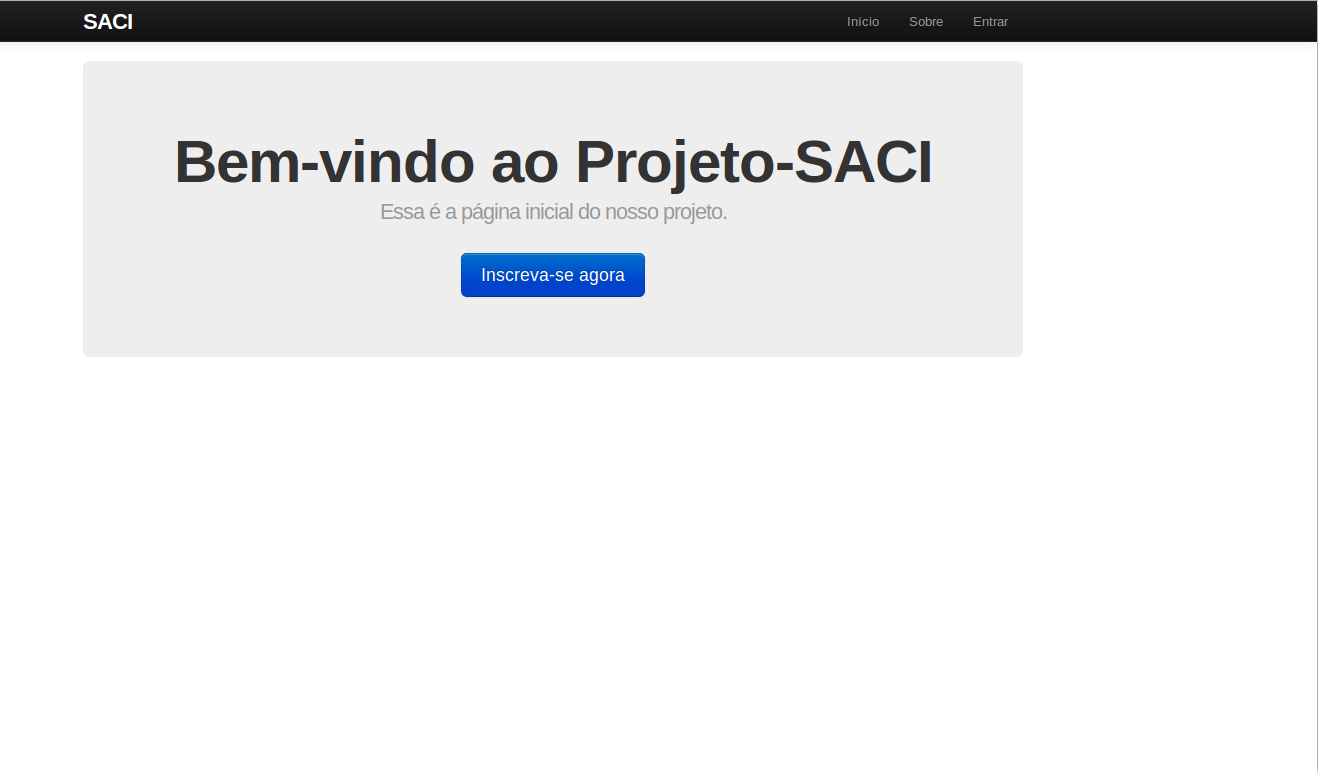 SACI
Início Sobre Entrar
Bem-vindo ao Projeto-SACI
Essa é a página inicial do nosso projeto.
Inscreva-se agora